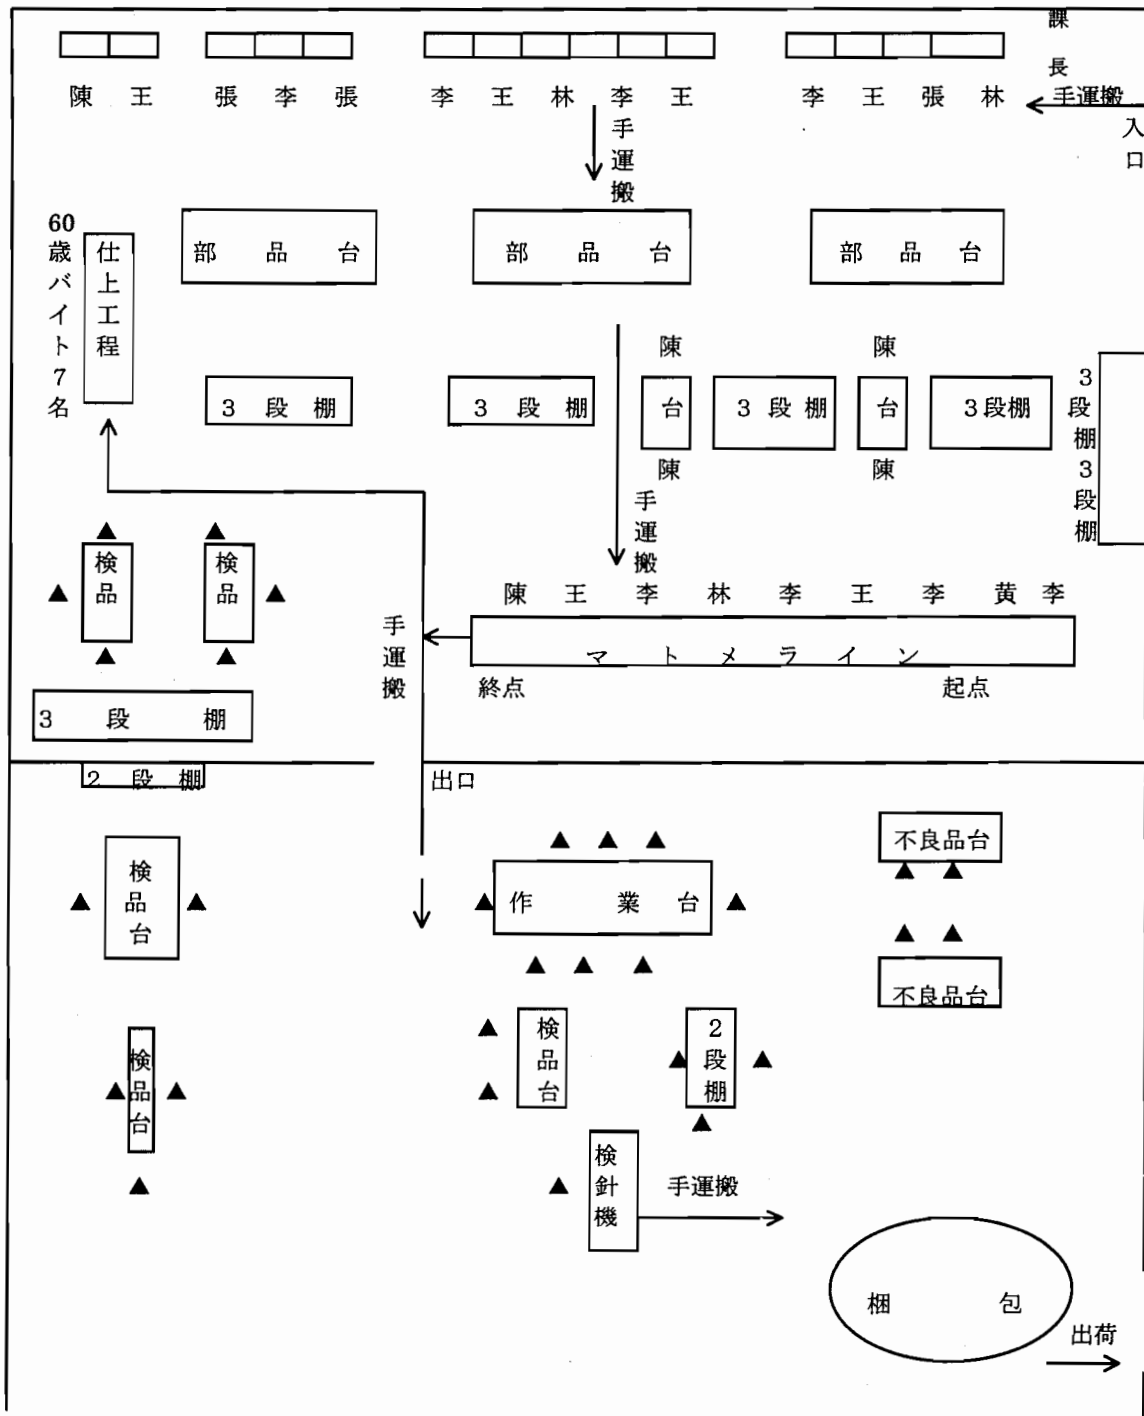 課長
陳 王 張 李 張 李 王 林 李 王 李 王 張 林
手運搬
入口
手運搬
60歳バイト7名
仕上工程
部 品 台
部 品 台
部 品 台
陳
陳
3 段 棚
3 段 棚
台
3 段 棚
台
3段棚
3段棚3段棚
陳
陳
手運搬
検品
検品
陳 王 李 林 李 王 李 黄 李
マトメライン
終点
起点
手運搬
3 段 棚
2 段 棚
出口
不良品台
検品台
作 業 台
不良品台
検品台
検品台
2段棚
検針機
手運搬
梱 包
出荷